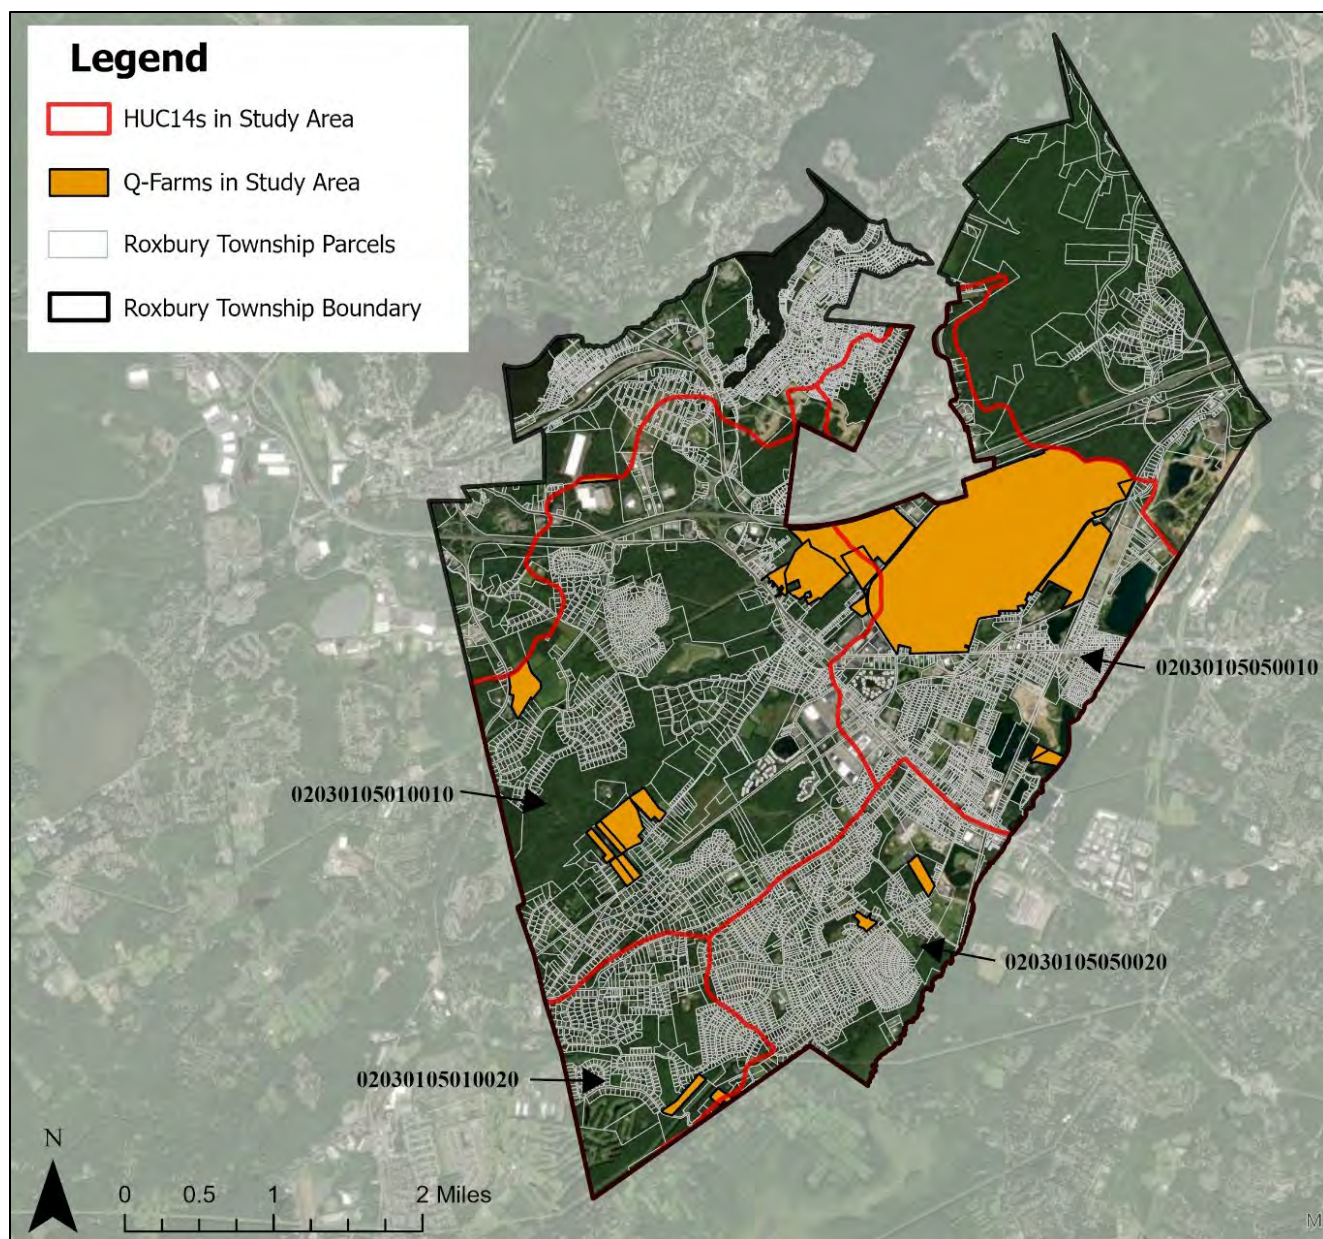 Legend
HUC14s in Study Area
Q-Farms in Study Area
Roxbury Township Parcels
Roxbury Township Boundary
02030105050010
02030105010010
02030105050020
02030105010020
N
0 0.5 1 2 Miles
M